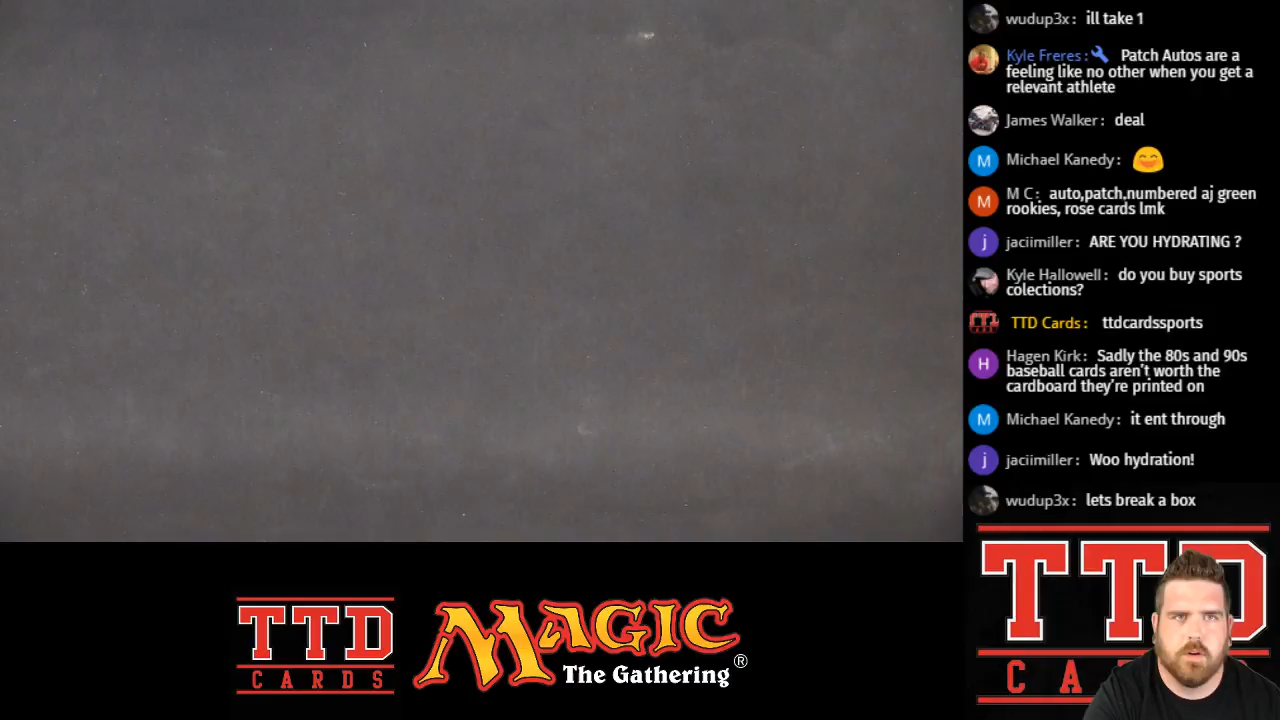 wudup3x: ill take 1
Kyle Freres: Patch Autos are a
feeling like no other when you get a
relevant athlete
James Walker: deal
M Michael Kanedy:
M M C: auto,patch,numbered aj green
rookies, rose cards lmk
j jaciimiller: ARE YOU HYDRATING ?
Kyle Hallowell: do you buy sports
colections?
TTD TTD Cards: ttdcardssports
H Hagen Kirk: Sadly the 80s and 90s
baseball cards aren't worth the
cardboard they're printed on
M Michael Kanedy: it ent through
j jaciimiller: Woo hydration!
wudup3x: lets break a box
TTD
CA
TTD
CARDS
MAGIC
The Gathering®